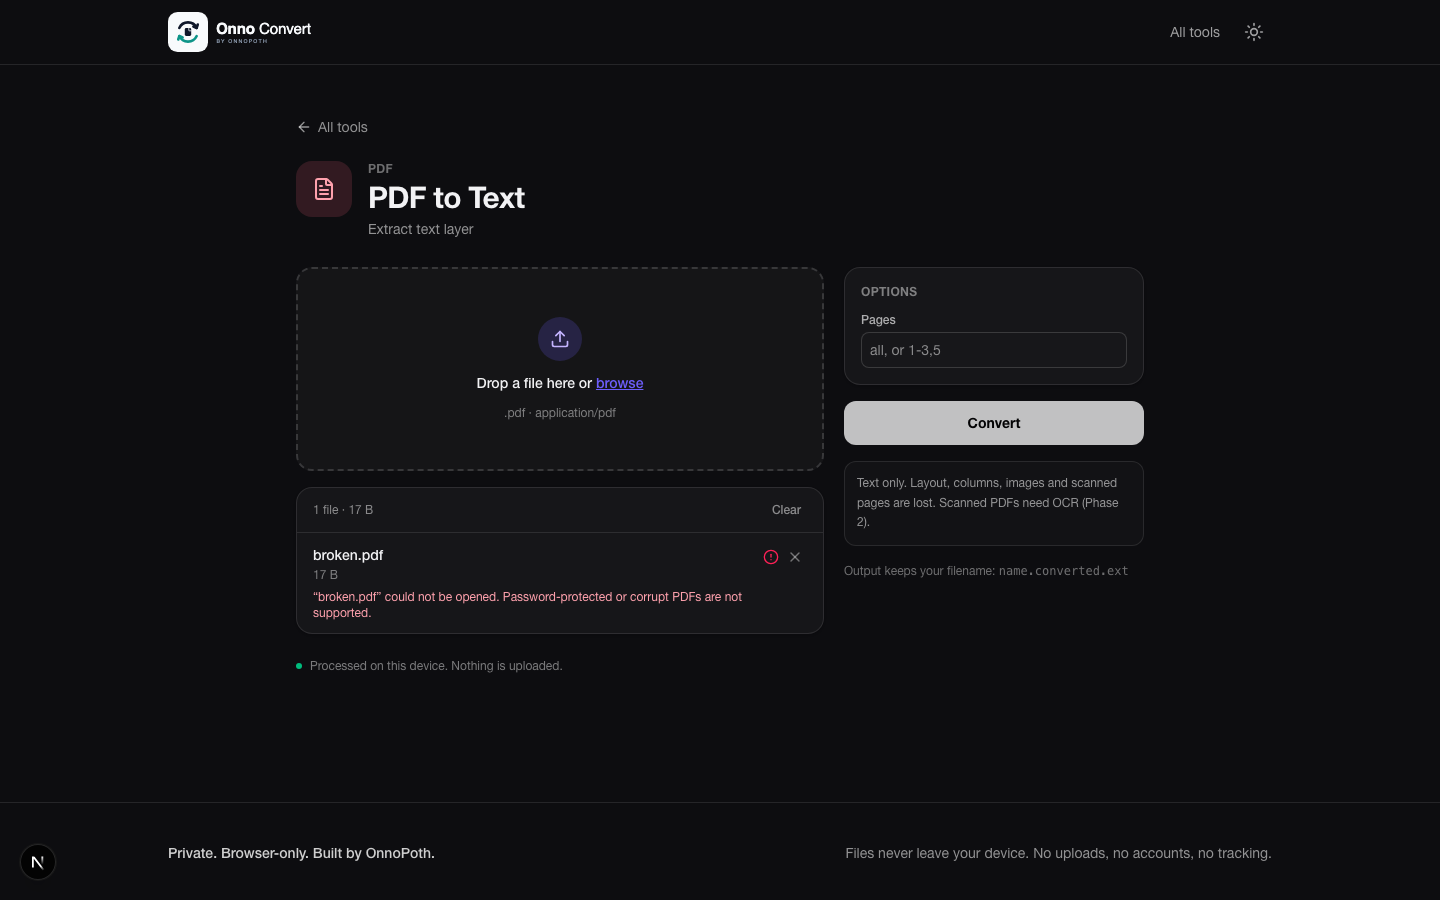 Onno Convert
BY ONNOPOTH
All tools
All tools
PDF
PDF to Text
Extract text layer
Drop a file here or browse
.pdf · application/pdf
1 file · 17 B
Clear
broken.pdf
17 B
“broken.pdf” could not be opened. Password-protected or corrupt PDFs are not
supported.
Processed on this device. Nothing is uploaded.
OPTIONS
Pages
all, or 1-3,5
Convert
Text only. Layout, columns, images and scanned
pages are lost. Scanned PDFs need OCR (Phase
2).
Output keeps your filename: name.converted.ext
Private. Browser-only. Built by OnnoPoth.
Files never leave your device. No uploads, no accounts, no tracking.
N